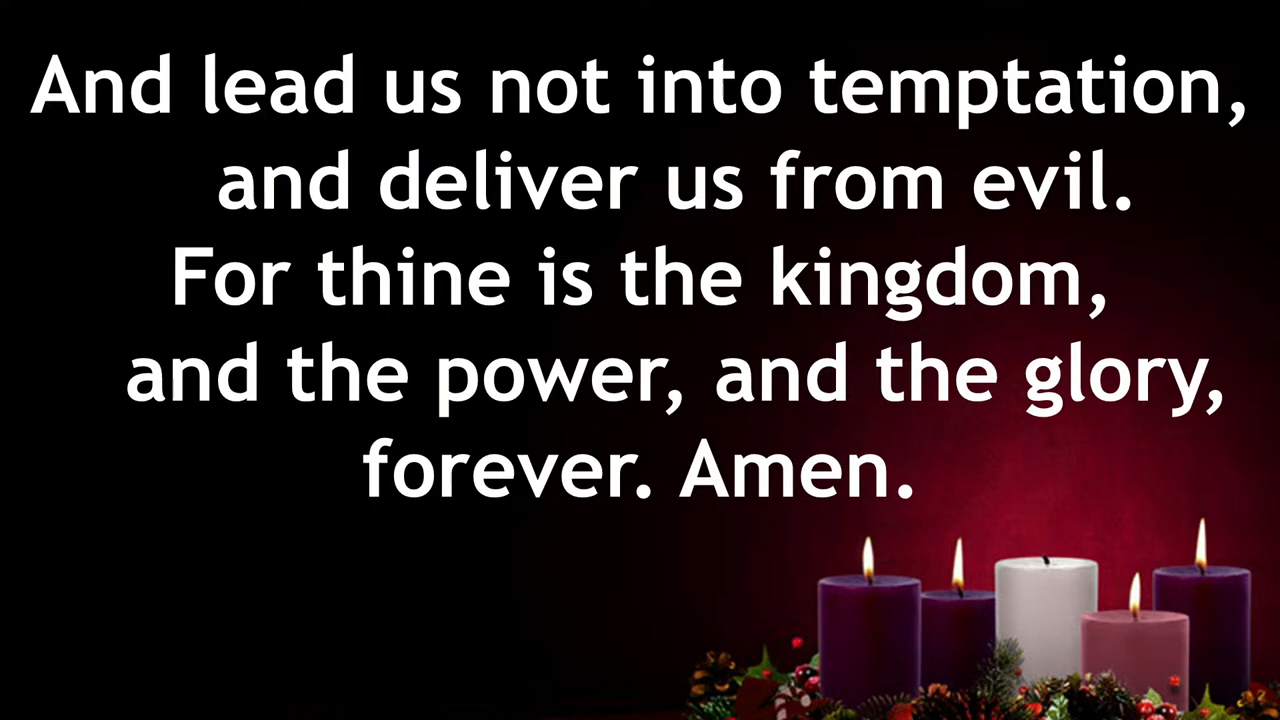 And lead us not into temptation,
and deliver us from evil.
For thine is the kingdom,
and the power, and the glory,
forever. Amen.